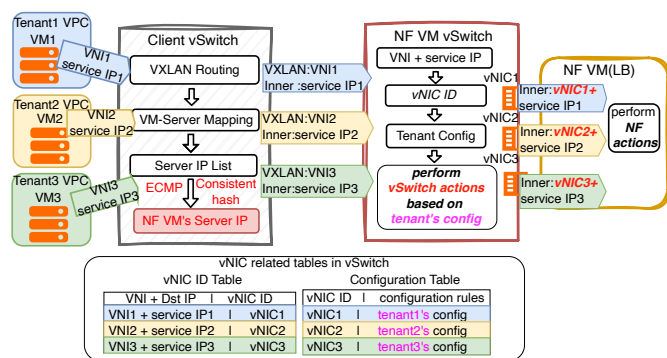 Tenant1 VPC
VM1
VNI1
service IP1
Tenant2 VPC
VM2
VNI2
service IP2
Tenant3 VPC
VM3
VNI3
service IP3
Client vSwitch
VXLAN Routing
VM-Server Mapping
Server IP List
ECMP
Consistent
hash
NF VM's Server IP
VXLAN:VNI1
Inner :service IP1
VXLAN:VNI2
Inner:service IP2
VXLAN:VNI3
Inner:service IP3
NF VM vSwitch
VNI + service IP
vNIC ID
Tenant Config
perform
vSwitch actions
based on
tenant's config
vNIC1
vNIC2
vNIC3
Inner:vNIC1+
service IP1
Inner:vNIC2+
service IP2
Inner:vNIC3+
service IP3
NF VM(LB)
perform
NF
actions
vNIC related tables in vSwitch
vNIC ID Table
VNI + Dst IP | vNIC ID
VNI1 + service IP1 | vNIC1
VNI2 + service IP2 | vNIC2
VNI3 + service IP3 | vNIC3
Configuration Table
vNIC ID | configuration rules
vNIC1 | tenant1's config
vNIC2 | tenant2's config
vNIC3 | tenant3's config